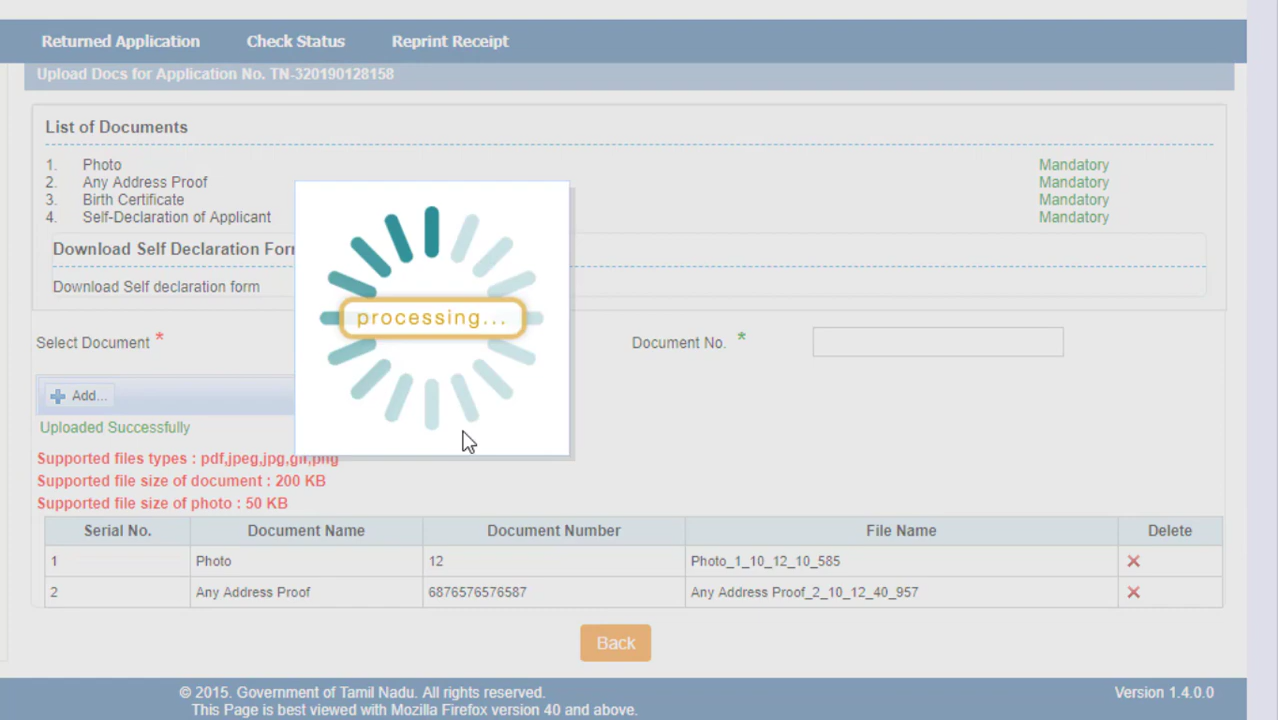 Returned Application Check Status Reprint Receipt
Upload Docs for Application No. TN-320190128158
List of Documents
1. Photo Mandatory
2. Any Address Proof Mandatory
3. Birth Certificate Mandatory
4. Self-Declaration of Applicant Mandatory
Download Self Declaration For
Download Self declaration form
processing...
Select Document * Document No. *
Add...
Uploaded Successfully
Supported files types : pdf,jpeg,jpg,gif,png
Supported file size of document : 200 KB
Supported file size of photo : 50 KB
Serial No. Document Name Document Number File Name Delete
1 Photo 12 Photo_1_10_12_10_585
2 Any Address Proof 6876576576587 Any Address Proof_2_10_12_40_957
Back
© 2015. Government of Tamil Nadu. All rights reserved. Version 1.4.0.0
This Page is best viewed with Mozilla Firefox version 40 and above.